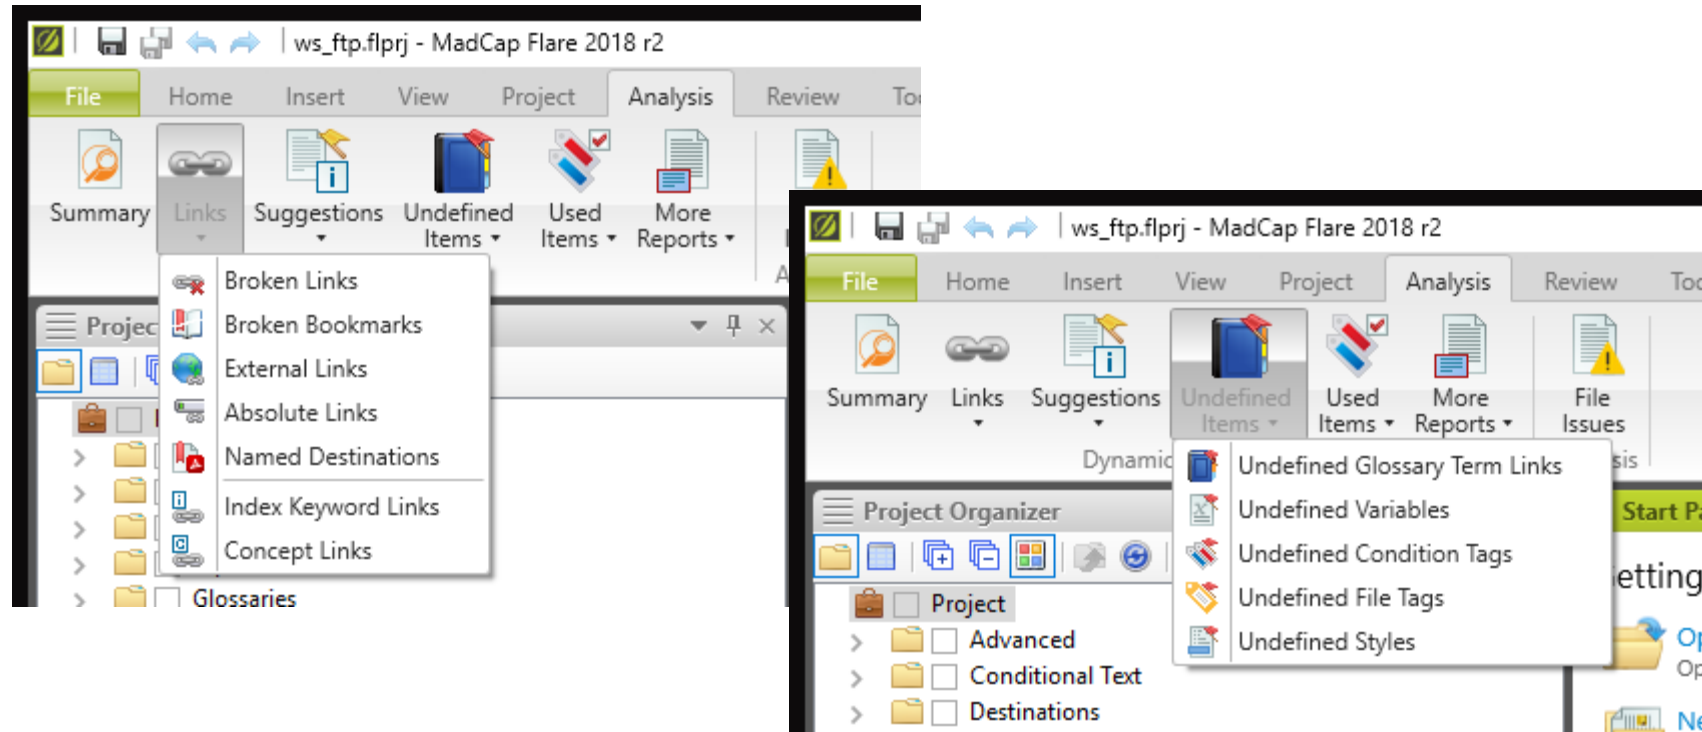 ws_ftp.flprj - MadCap Flare 2018 r2
File Home Insert View Project Analysis Review
Summary Links Suggestions Undefined Items Used Items More Reports
Broken Links
Broken Bookmarks
External Links
Absolute Links
Named Destinations
Index Keyword Links
Concept Links
Glossaries
ws_ftp.flprj - MadCap Flare 2018 r2
File Home Insert View Project Analysis Review
Summary Links Suggestions Undefined Items Used Items More Reports File Issues
Undefined Glossary Term Links
Undefined Variables
Undefined Condition Tags
Undefined File Tags
Undefined Styles
Project Organizer
Start
Project
Advanced
Conditional Text
Destinations